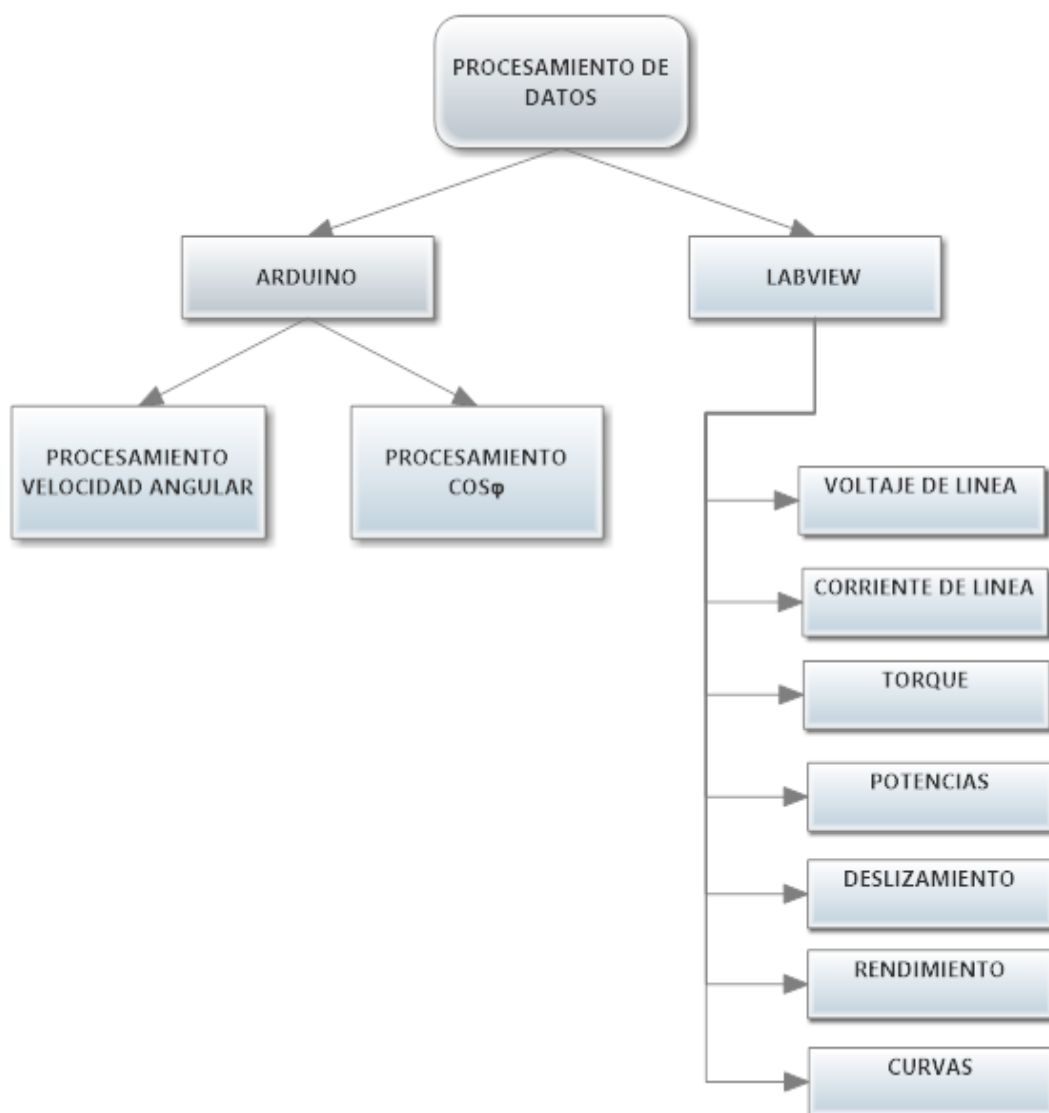 PROCESAMIENTO DE
DATOS
ARDUINO
LABVIEW
PROCESAMIENTO
VELOCIDAD ANGULAR
PROCESAMIENTO
COSφ
VOLTAJE DE LINEA
CORRIENTE DE LINEA
TORQUE
POTENCIAS
DESLIZAMIENTO
RENDIMIENTO
CURVAS